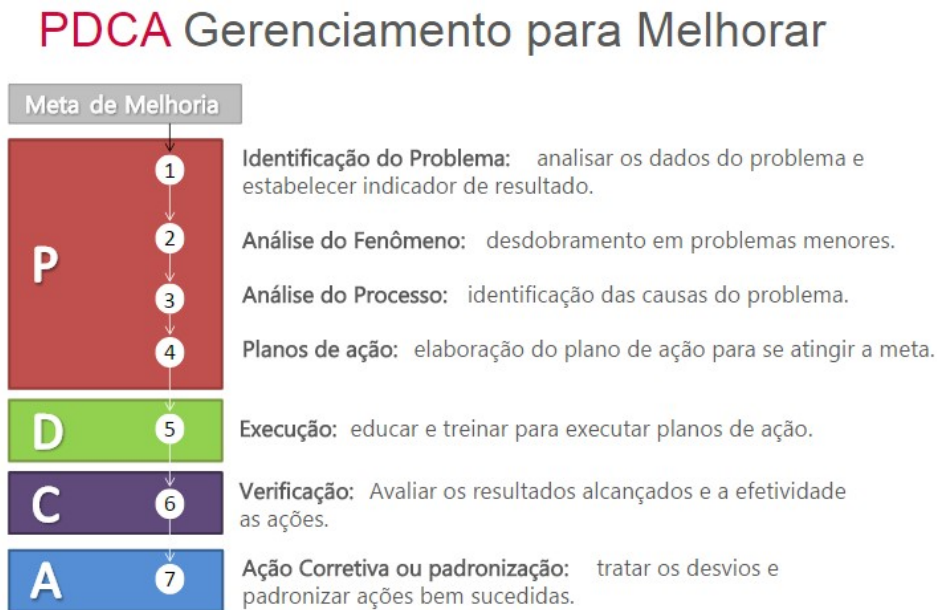 PDCA Gerenciamento para Melhorar
Meta de Melhoria
P
1
Identificação do Problema: analisar os dados do problema e
estabelecer indicador de resultado.
2
Análise do Fenômeno: desdobramento em problemas menores.
3
Análise do Processo: identificação das causas do problema.
4
Planos de ação: elaboração do plano de ação para se atingir a meta.
D
5
Execução: educar e treinar para executar planos de ação.
C
6
Verificação: Avaliar os resultados alcançados e a efetividade
as ações.
A
7
Ação Corretiva ou padronização: tratar os desvios e
padronizar ações bem sucedidas.